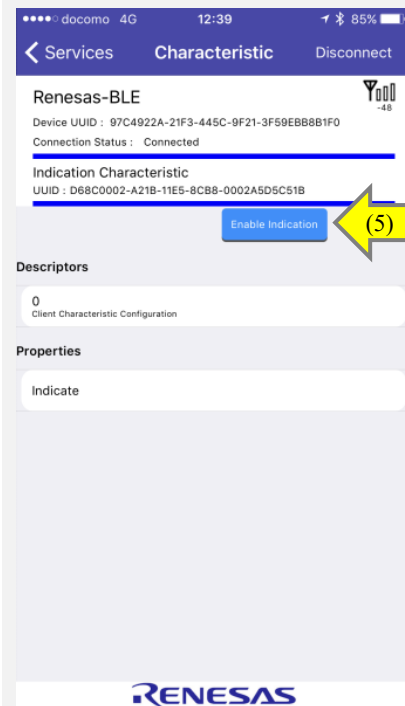 docomo 4G 12:39 85%
Services Characteristic Disconnect
Renesas-BLE
-48
Device UUID : 97C4922A-21F3-445C-9F21-3F59EBB8B1F0
Connection Status : Connected
Indication Characteristic
UUID : D68C0002-A21B-11E5-8CB8-0002A5D5C51B
Enable Indication (5)
Descriptors
0
Client Characteristic Configuration
Properties
Indicate
RENESAS